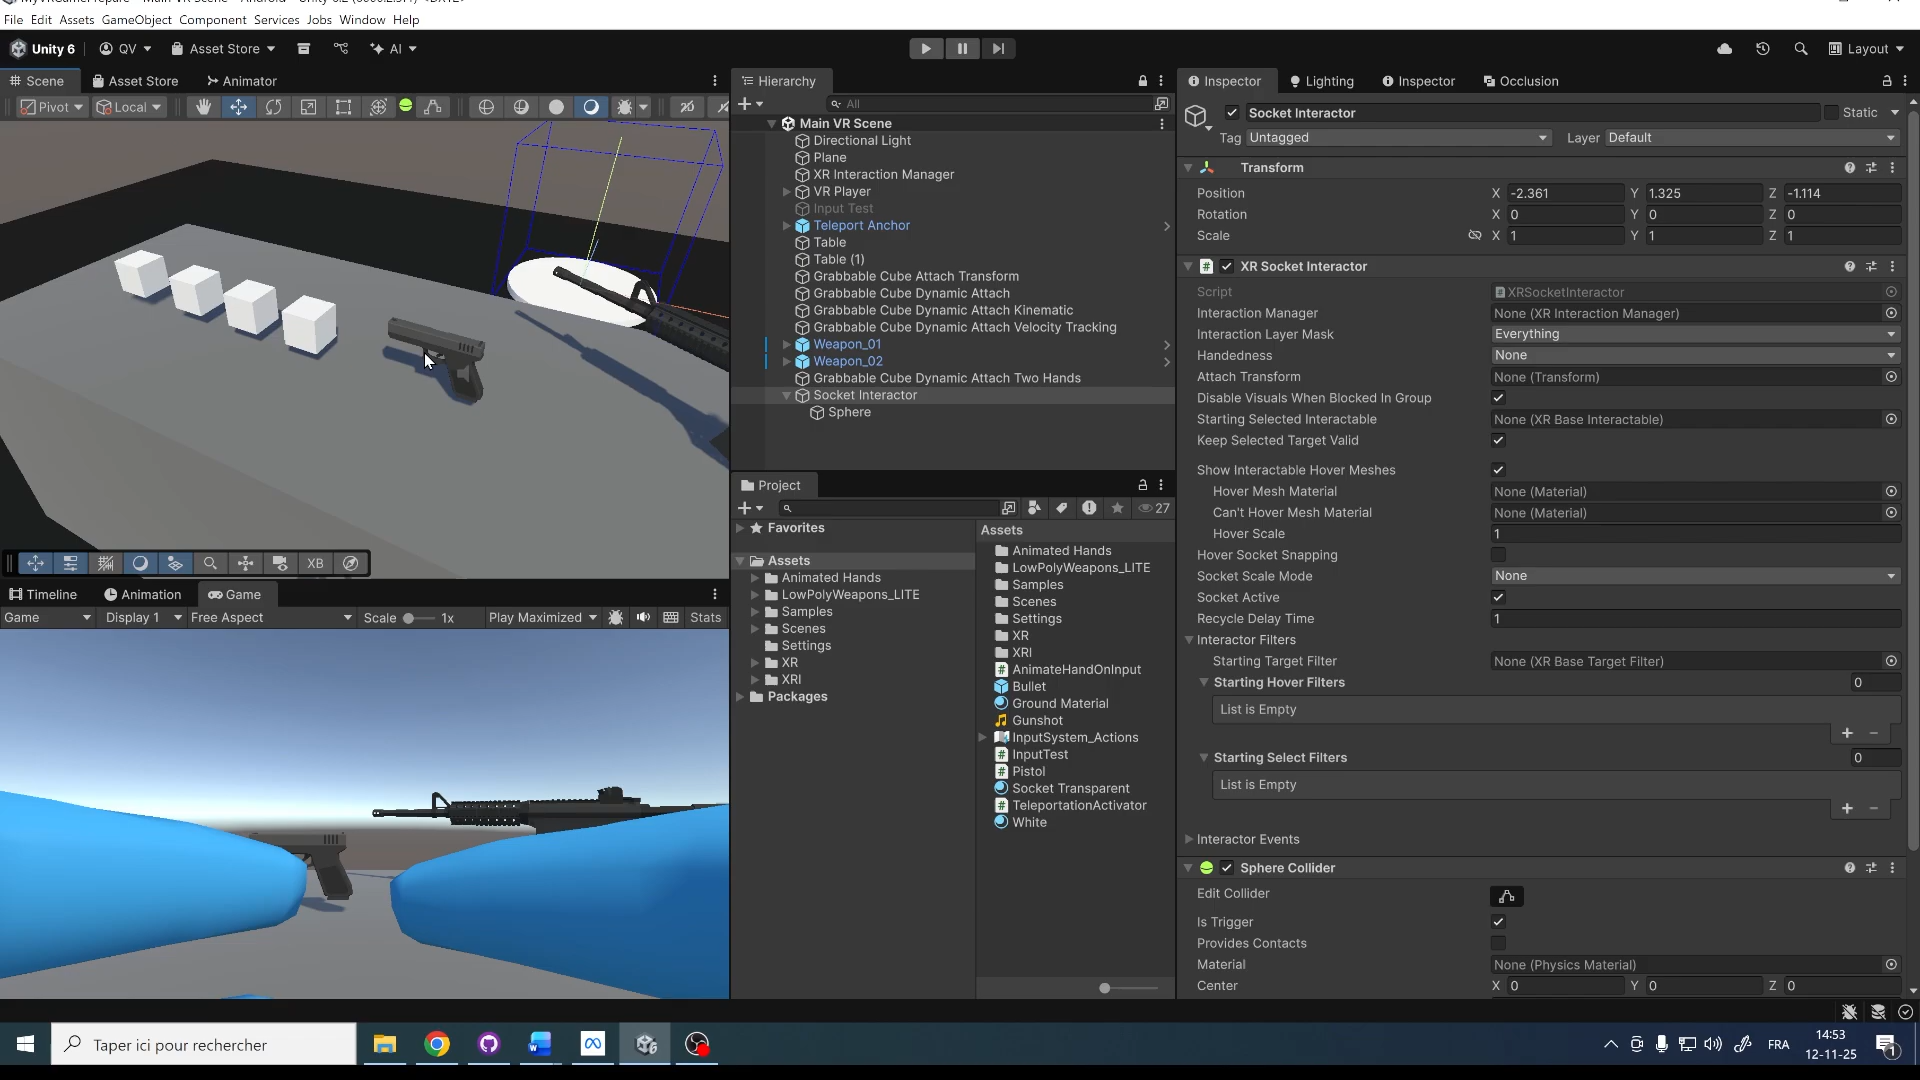 File Edit Assets GameObject Component Services Jobs Window Help
Unity 6 QV Asset Store AI Layout
Scene Asset Store Animator
Pivot Local 2D
Hierarchy
All
Main VR Scene
Directional Light
Plane
XR Interaction Manager
VR Player
Input Test
Teleport Anchor
Table
Table (1)
Grabbable Cube Attach Transform
Grabbable Cube Dynamic Attach
Grabbable Cube Dynamic Attach Kinematic
Grabbable Cube Dynamic Attach Velocity Tracking
Weapon_01
Weapon_02
Grabbable Cube Dynamic Attach Two Hands
Socket Interactor
Sphere
XB
Timeline Animation Game
Game Display 1 Free Aspect Scale 1x Play Maximized Stats
Project
27
Favorites
Assets
Animated Hands
LowPolyWeapons_LITE
Samples
Scenes
Settings
XR
XRI
Packages
Assets
Animated Hands
LowPolyWeapons_LITE
Samples
Scenes
Settings
XR
XRI
AnimateHandOnInput
Bullet
Ground Material
Gunshot
InputSystem_Actions
InputTest
Pistol
Socket Transparent
TeleportationActivator
White
Inspector Lighting Inspector Occlusion
Socket Interactor Static
Tag Untagged Layer Default
Transform
Position X -2.361 Y 1.325 Z -1.114
Rotation X 0 Y 0 Z 0
Scale X 1 Y 1 Z 1
XR Socket Interactor
Script XRSocketInteractor
Interaction Manager None (XR Interaction Manager)
Interaction Layer Mask Everything
Handedness None
Attach Transform None (Transform)
Disable Visuals When Blocked In Group
Starting Selected Interactable None (XR Base Interactable)
Keep Selected Target Valid
Show Interactable Hover Meshes
Hover Mesh Material None (Material)
Can't Hover Mesh Material None (Material)
Hover Scale 1
Hover Socket Snapping
Socket Scale Mode None
Socket Active
Recycle Delay Time 1
Interactor Filters
Starting Target Filter None (XR Base Target Filter)
Starting Hover Filters 0
List is Empty
Starting Select Filters 0
List is Empty
Interactor Events
Sphere Collider
Edit Collider
Is Trigger
Provides Contacts
Material None (Physics Material)
Center X 0 Y 0 Z 0
Taper ici pour rechercher
FRA
14:53
12-11-25
1